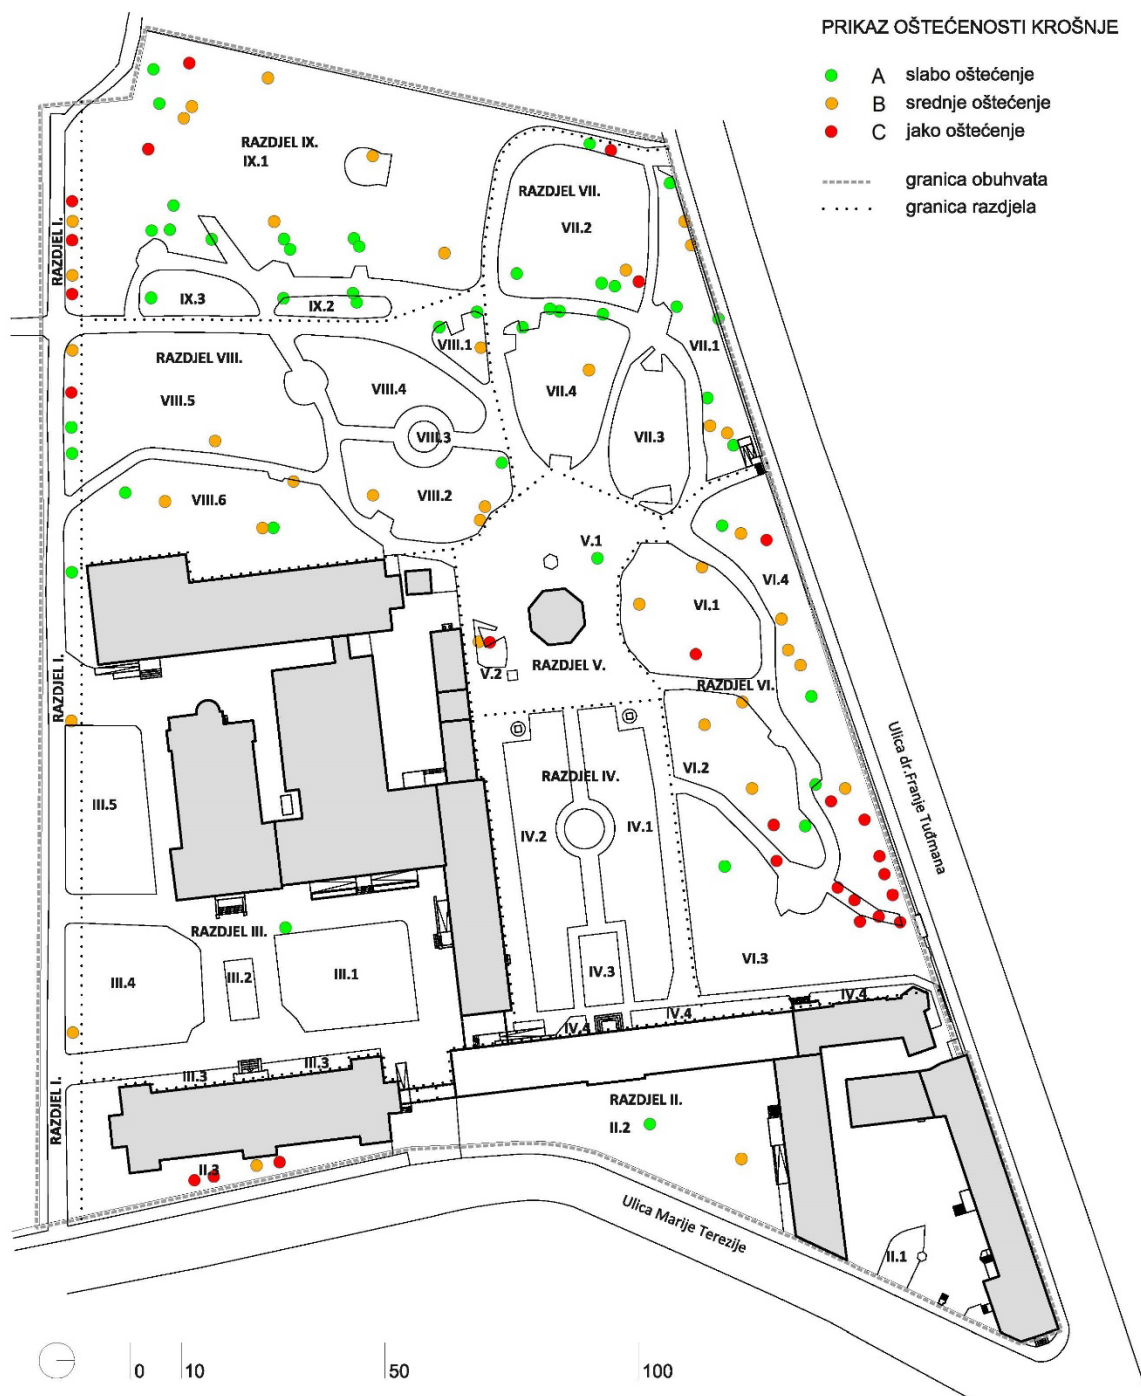 PRIKAZ OŠTEĆENOSTI KROŠNJE
A slabo oštećenje
B srednje oštećenje
C jako oštećenje
granica obuhvata
granica razdjela
RAZDJEL IX.
IX.1
RAZDJEL VII.
VII.2
RAZDJEL I.
IX.3
IX.2
VIII.1
VII.1
RAZDJEL VIII.
VIII.5
VIII.4
VII.4
VII.3
VIII.3
VIII.6
VIII.2
V.1
VI.4
VI.1
V.2
RAZDJEL V.
RAZDJEL VI.
RAZDJEL I.
VI.2
RAZDJEL IV.
Ulica dr.Franje Tuđmana
III.5
IV.2
IV.1
RAZDJEL III.
III.4
III.2
III.1
IV.3
VI.3
IV.4
IV.4
IV.4
III.3
III.3
RAZDJEL I.
RAZDJEL II.
II.2
II.3
Ulica Marije Terezije
II.1
0 10 50 100